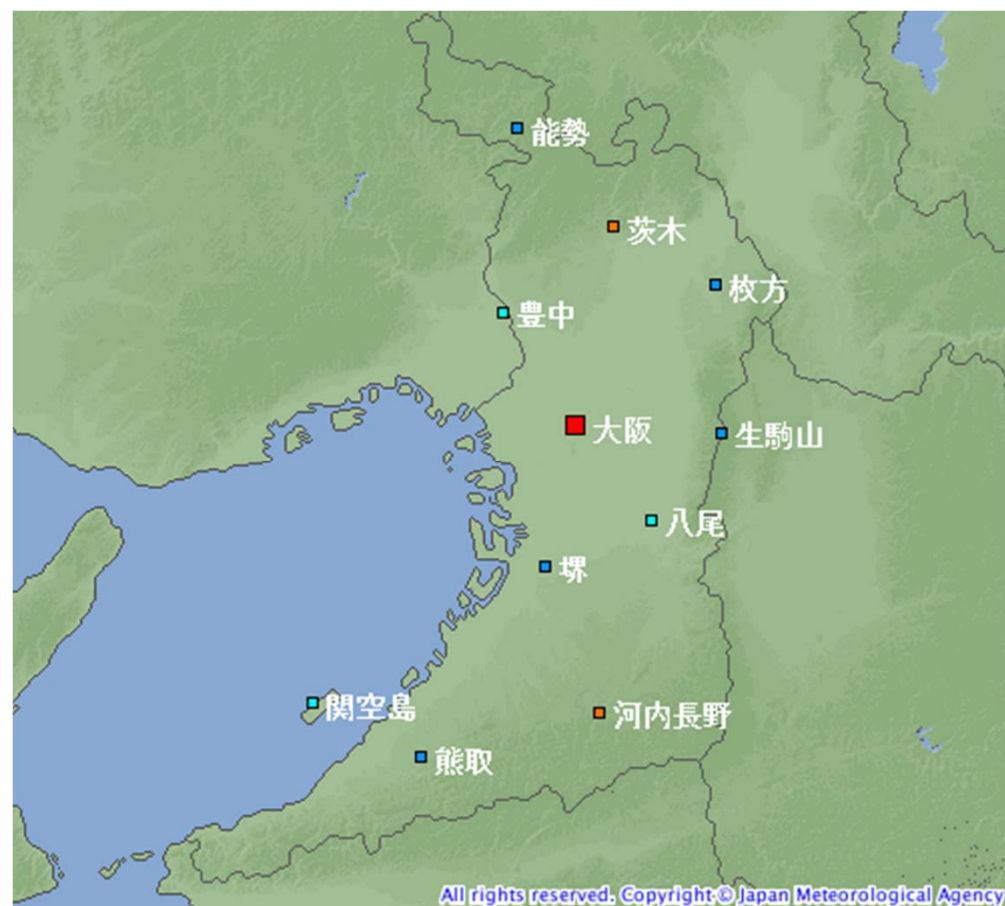 能勢
茨木
枚方
豊中
大阪
生駒山
八尾
堺
関空島
河内長野
熊取
All rights reserved. Copyright © Japan Meteorological Agency